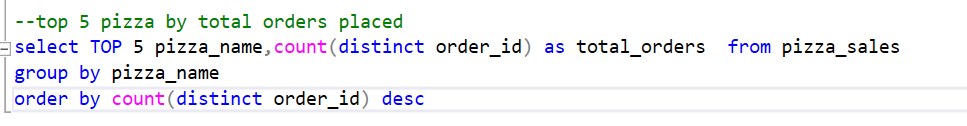 --top 5 pizza by total orders placed
select TOP 5 pizza_name,count(distinct order_id) as total_orders  from pizza_sales
group by pizza_name
order by count(distinct order_id) desc